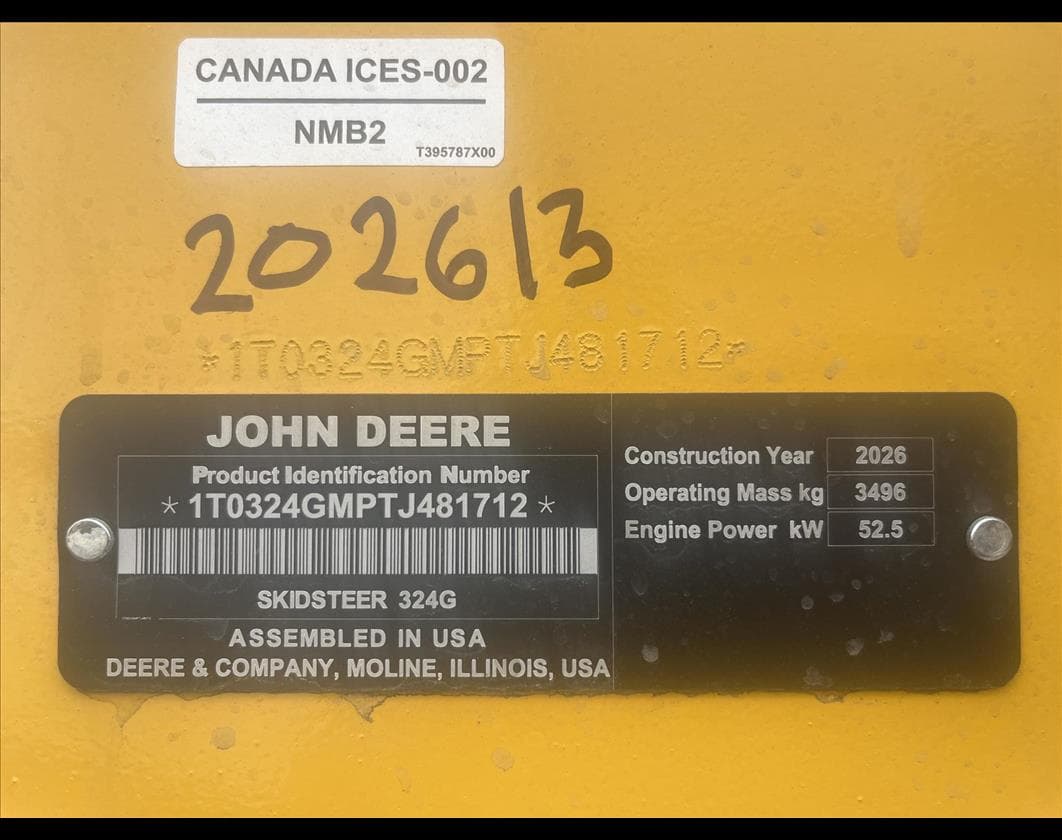 CANADA ICES-002
NMB2
T395787X00
202613
*1T0324GMPTJ481712*
JOHN DEERE
Product Identification Number
* 1T0324GMPTJ481712 *
SKIDSTEER 324G
ASSEMBLED IN USA
DEERE & COMPANY, MOLINE, ILLINOIS, USA
Construction Year 2026
Operating Mass kg 3496
Engine Power kW 52.5